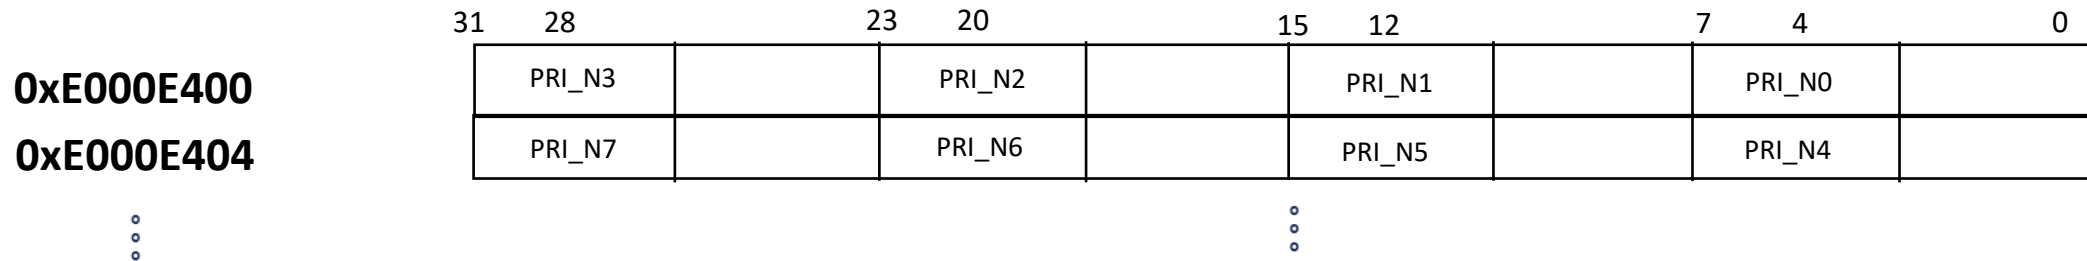 31 28 23 20 15 12 7 4 0
0xE000E400 PRI_N3 PRI_N2 PRI_N1 PRI_N0
0xE000E404 PRI_N7 PRI_N6 PRI_N5 PRI_N4